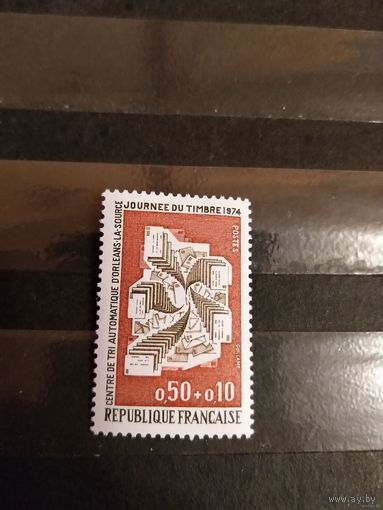 JOURNEE DU TIMBRE 1974
CENTRE DE TRI AUTOMATIQUE D'ORLEANS-LA-SOURCE
POSTES
0,50+0,10
REPUBLIQUE FRANCAISE
www.ay.by